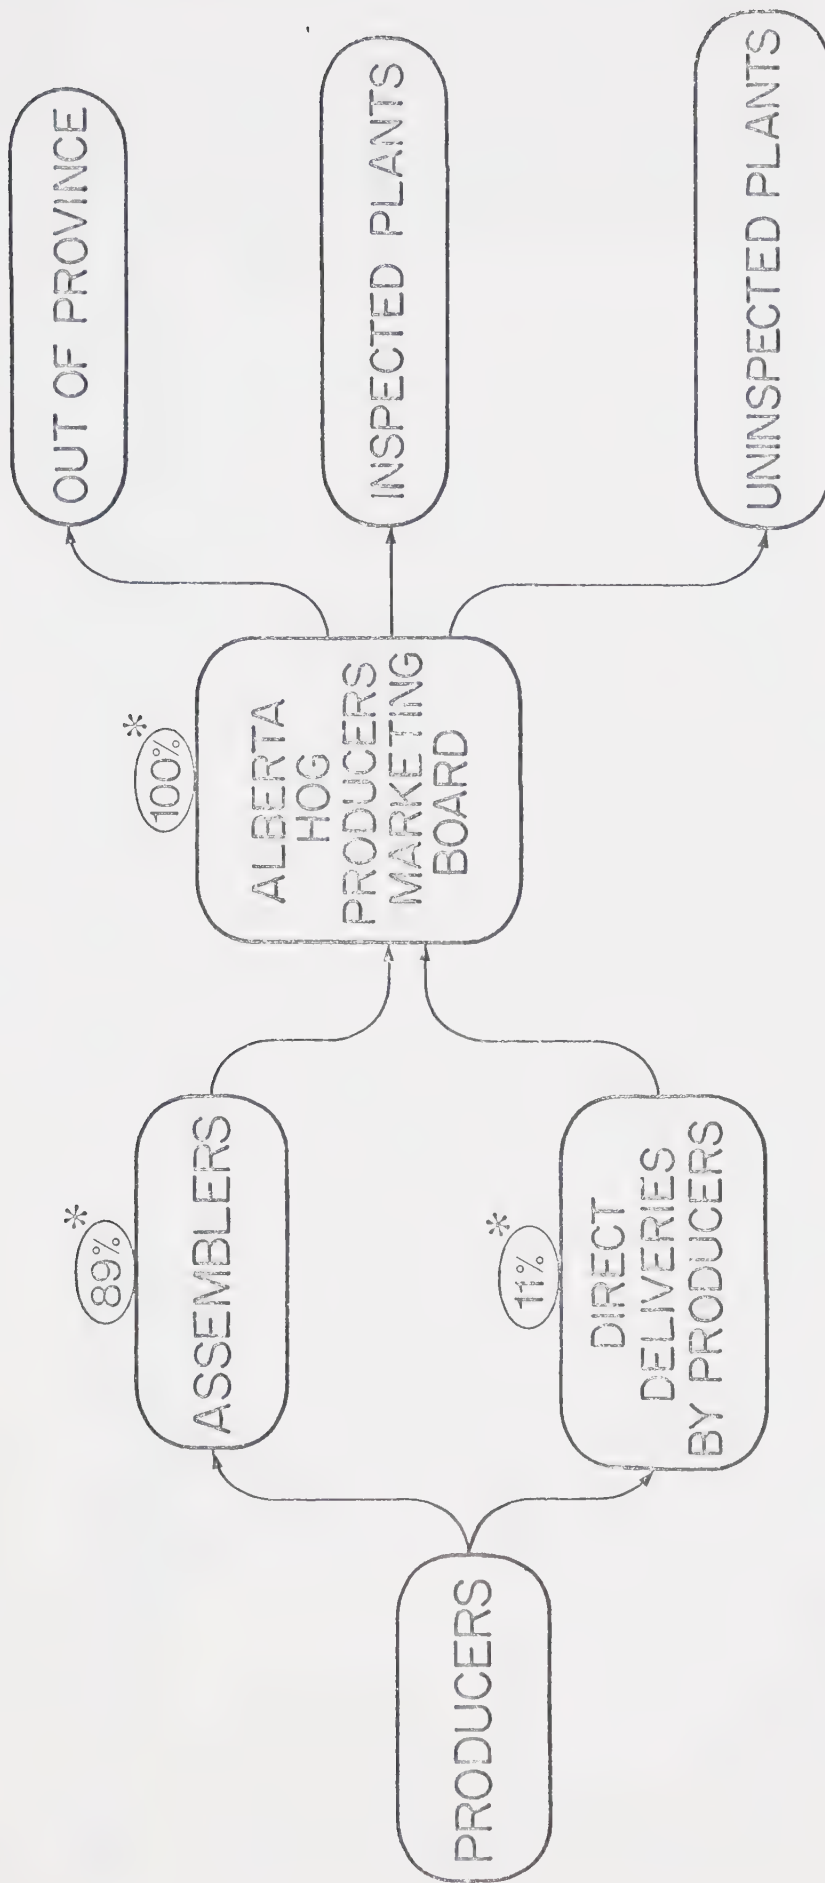 PRODUCERS
89%*
ASSEMBLERS
11%*
DIRECT
DELIVERIES
BY PRODUCERS
100%*
ALBERTA
HOG
PRODUCERS
MARKETING
BOARD
OUT OF PROVINCE
INSPECTED PLANTS
UNINSPECTED PLANTS